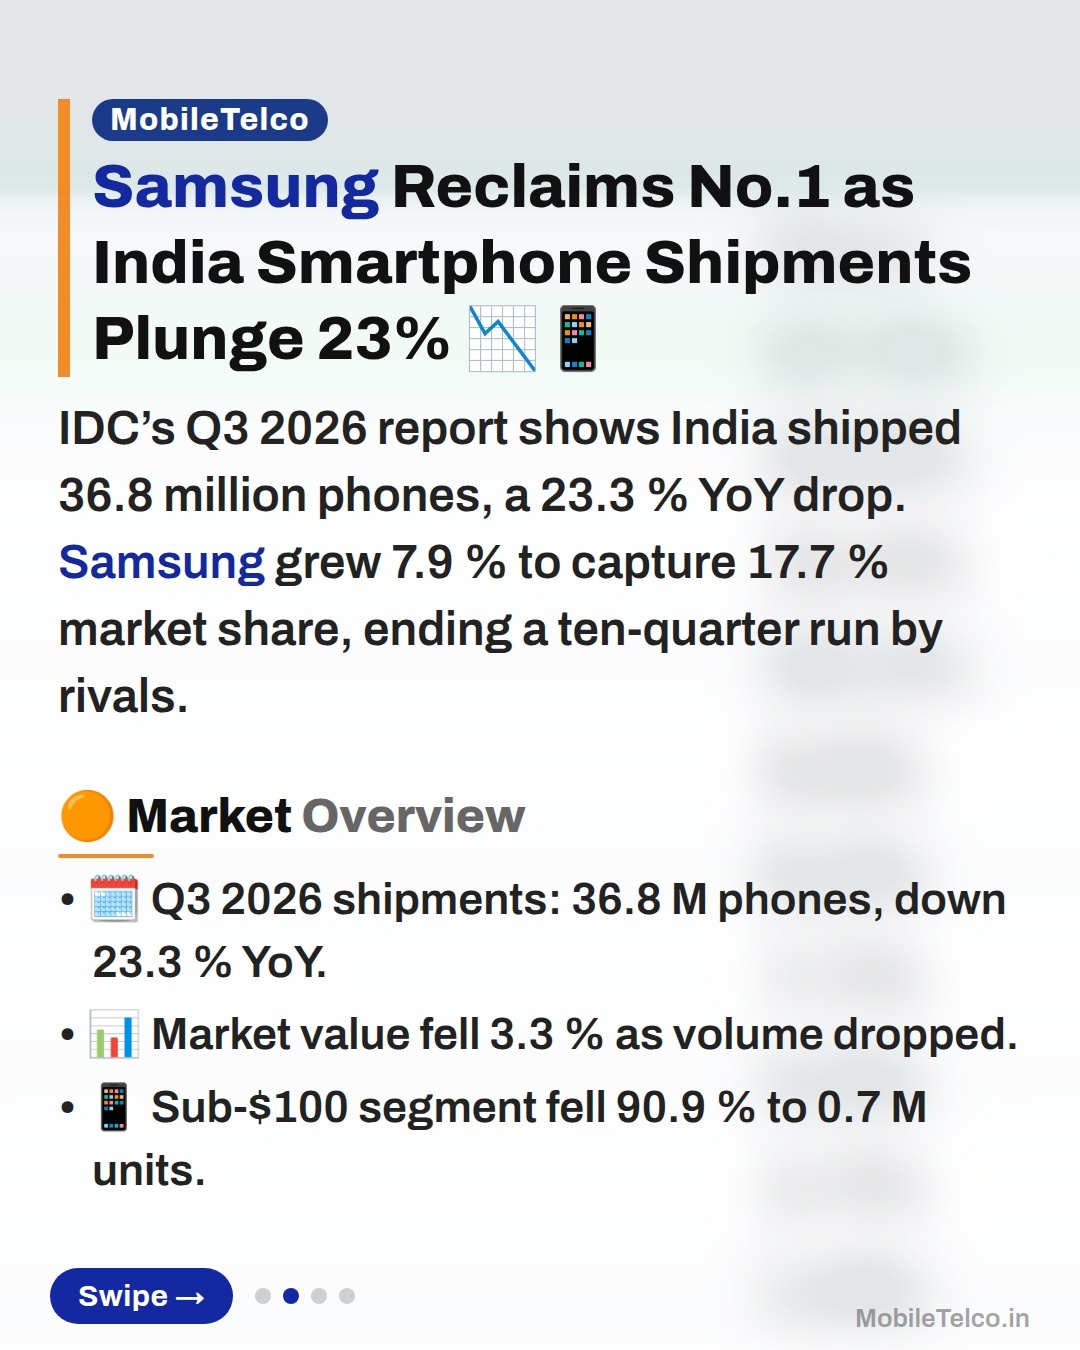 MobileTelco
Samsung Reclaims No.1 as
India Smartphone Shipments
Plunge 23% 📉 📱
IDC’s Q3 2026 report shows India shipped
36.8 million phones, a 23.3 % YoY drop.
Samsung grew 7.9 % to capture 17.7 %
market share, ending a ten-quarter run by
rivals.
🟠 Market Overview
• 🗓️ Q3 2026 shipments: 36.8 M phones, down
23.3 % YoY.
• 📊 Market value fell 3.3 % as volume dropped.
• 📱 Sub-$100 segment fell 90.9 % to 0.7 M
units.
Swipe →
MobileTelco.in